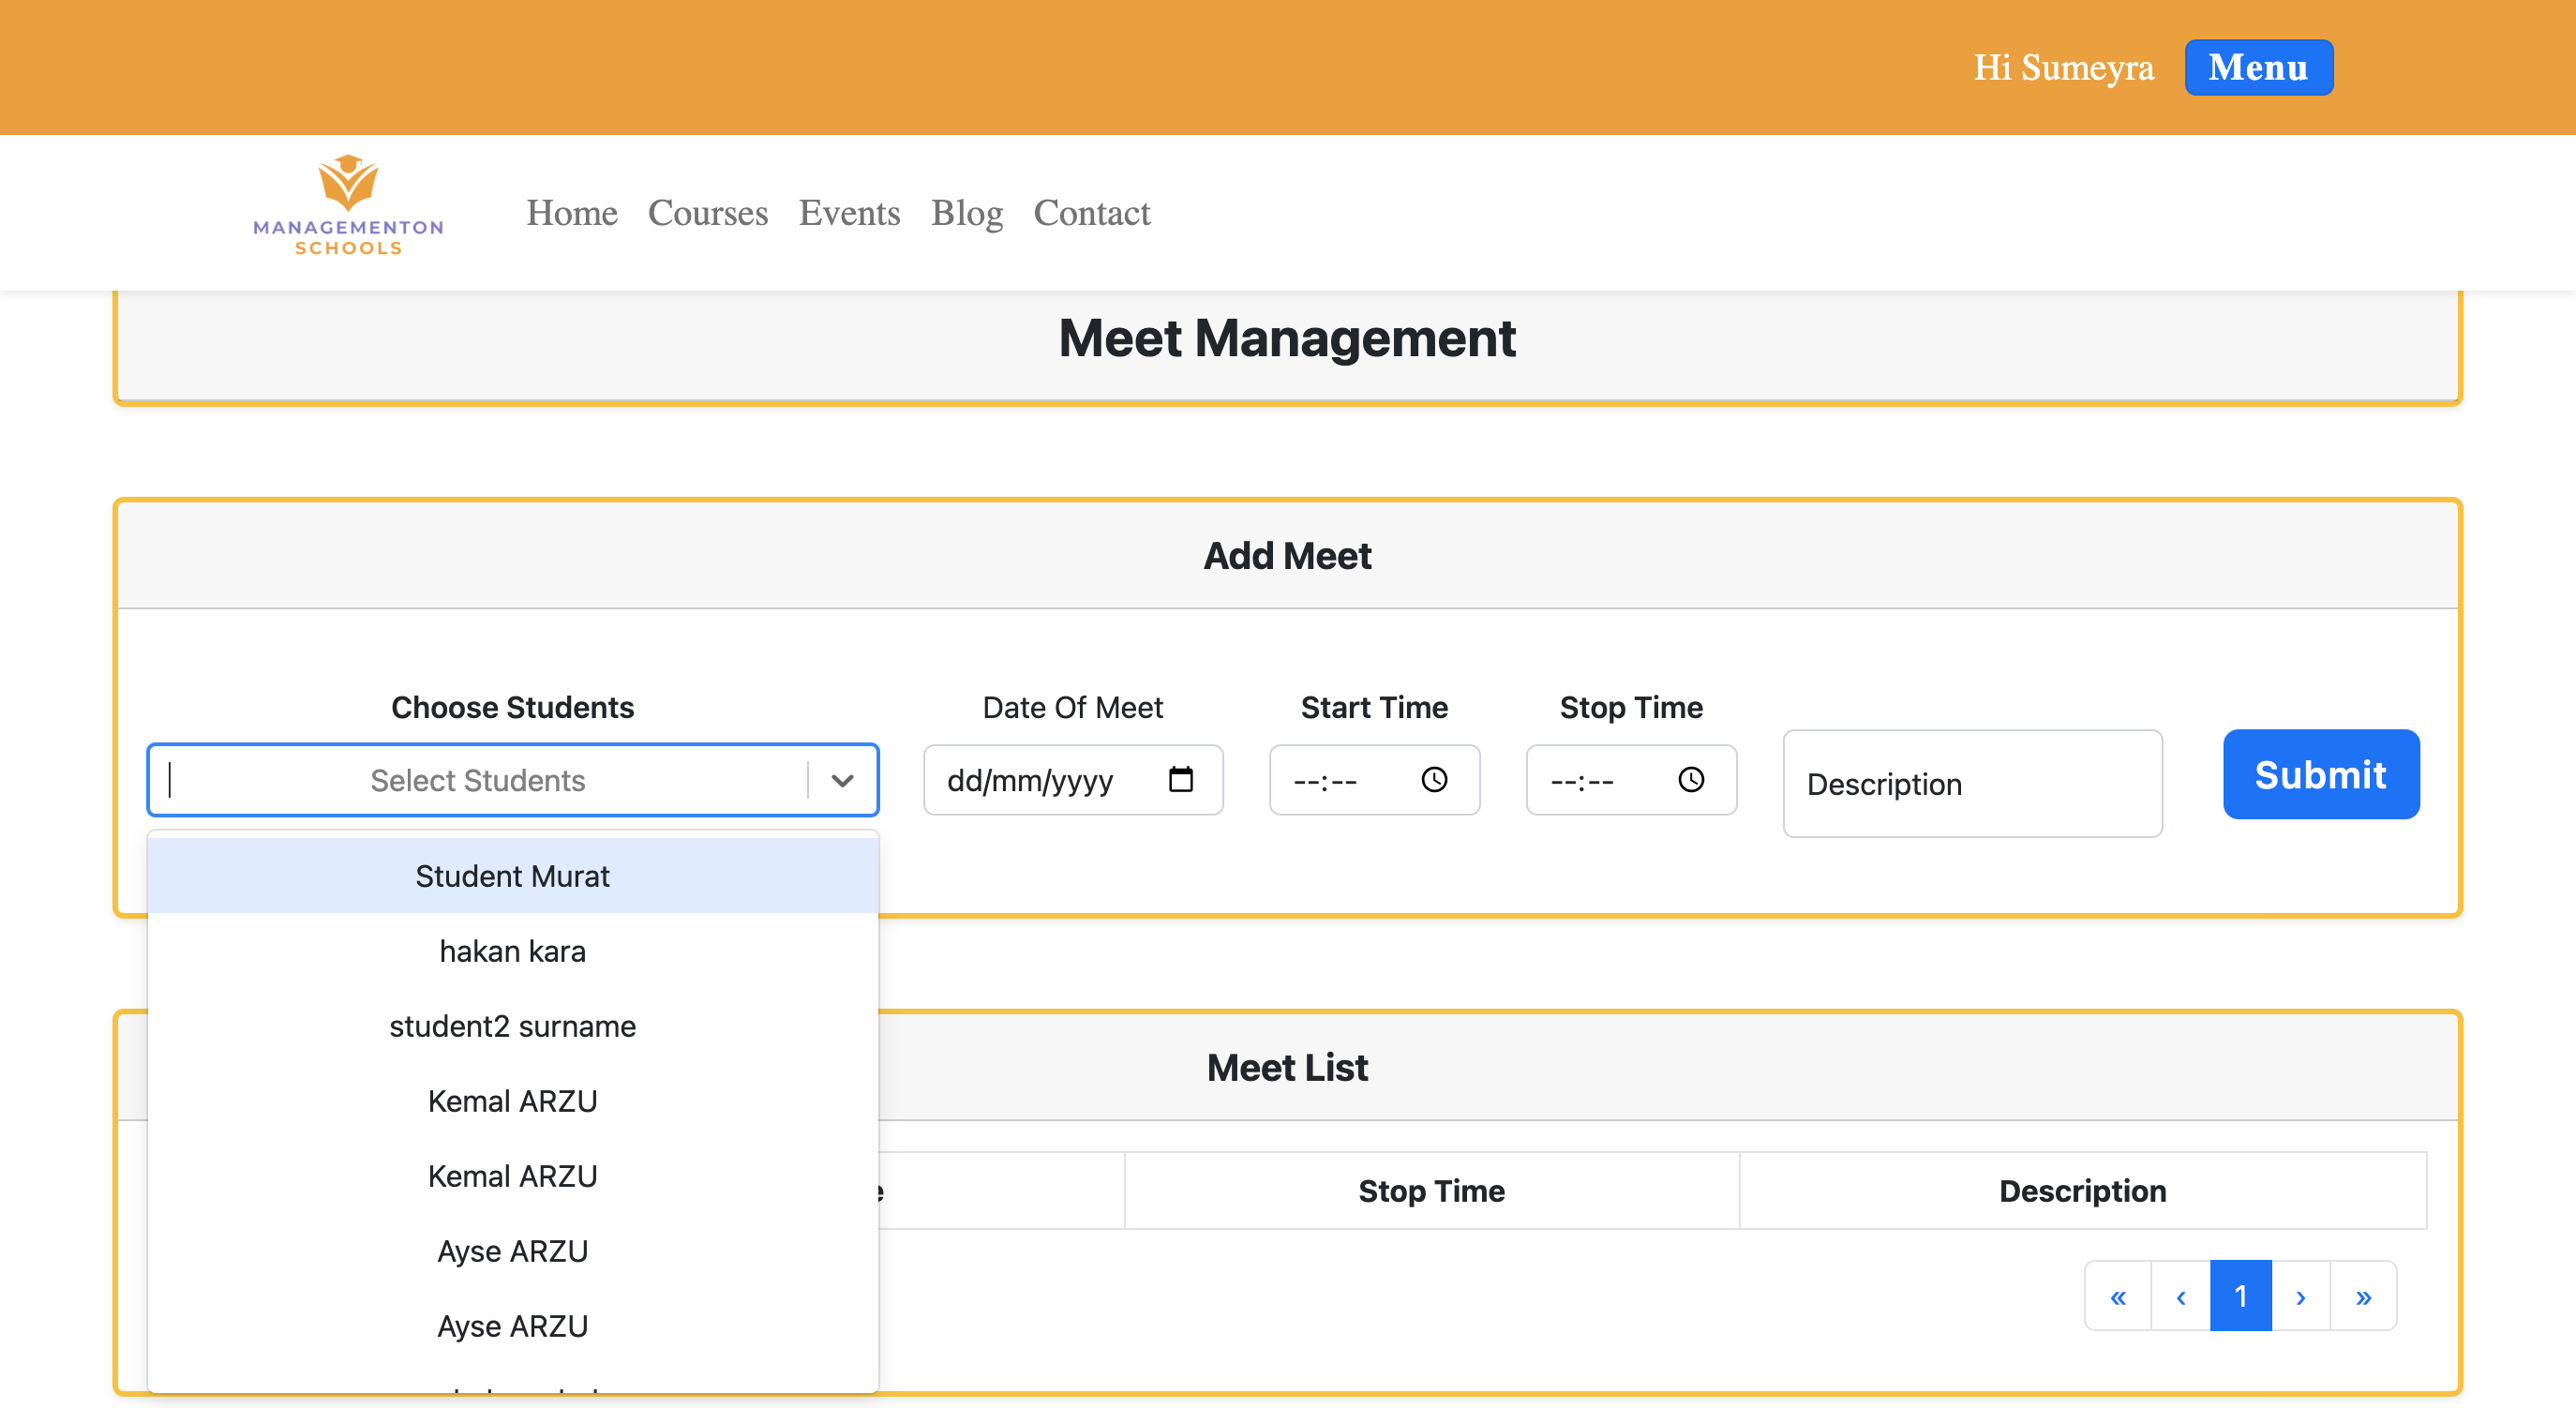 Hi Sumeyra Menu
MANAGEMENTON
SCHOOLS
Home Courses Events Blog Contact
Meet Management
Add Meet
Choose Students Date Of Meet Start Time Stop Time
Select Students dd/mm/yyyy --:-- --:-- Description Submit
Student Murat
hakan kara
student2 surname
Kemal ARZU
Kemal ARZU
Ayse ARZU
Ayse ARZU
Meet List
Stop Time Description
« ‹ 1 › »